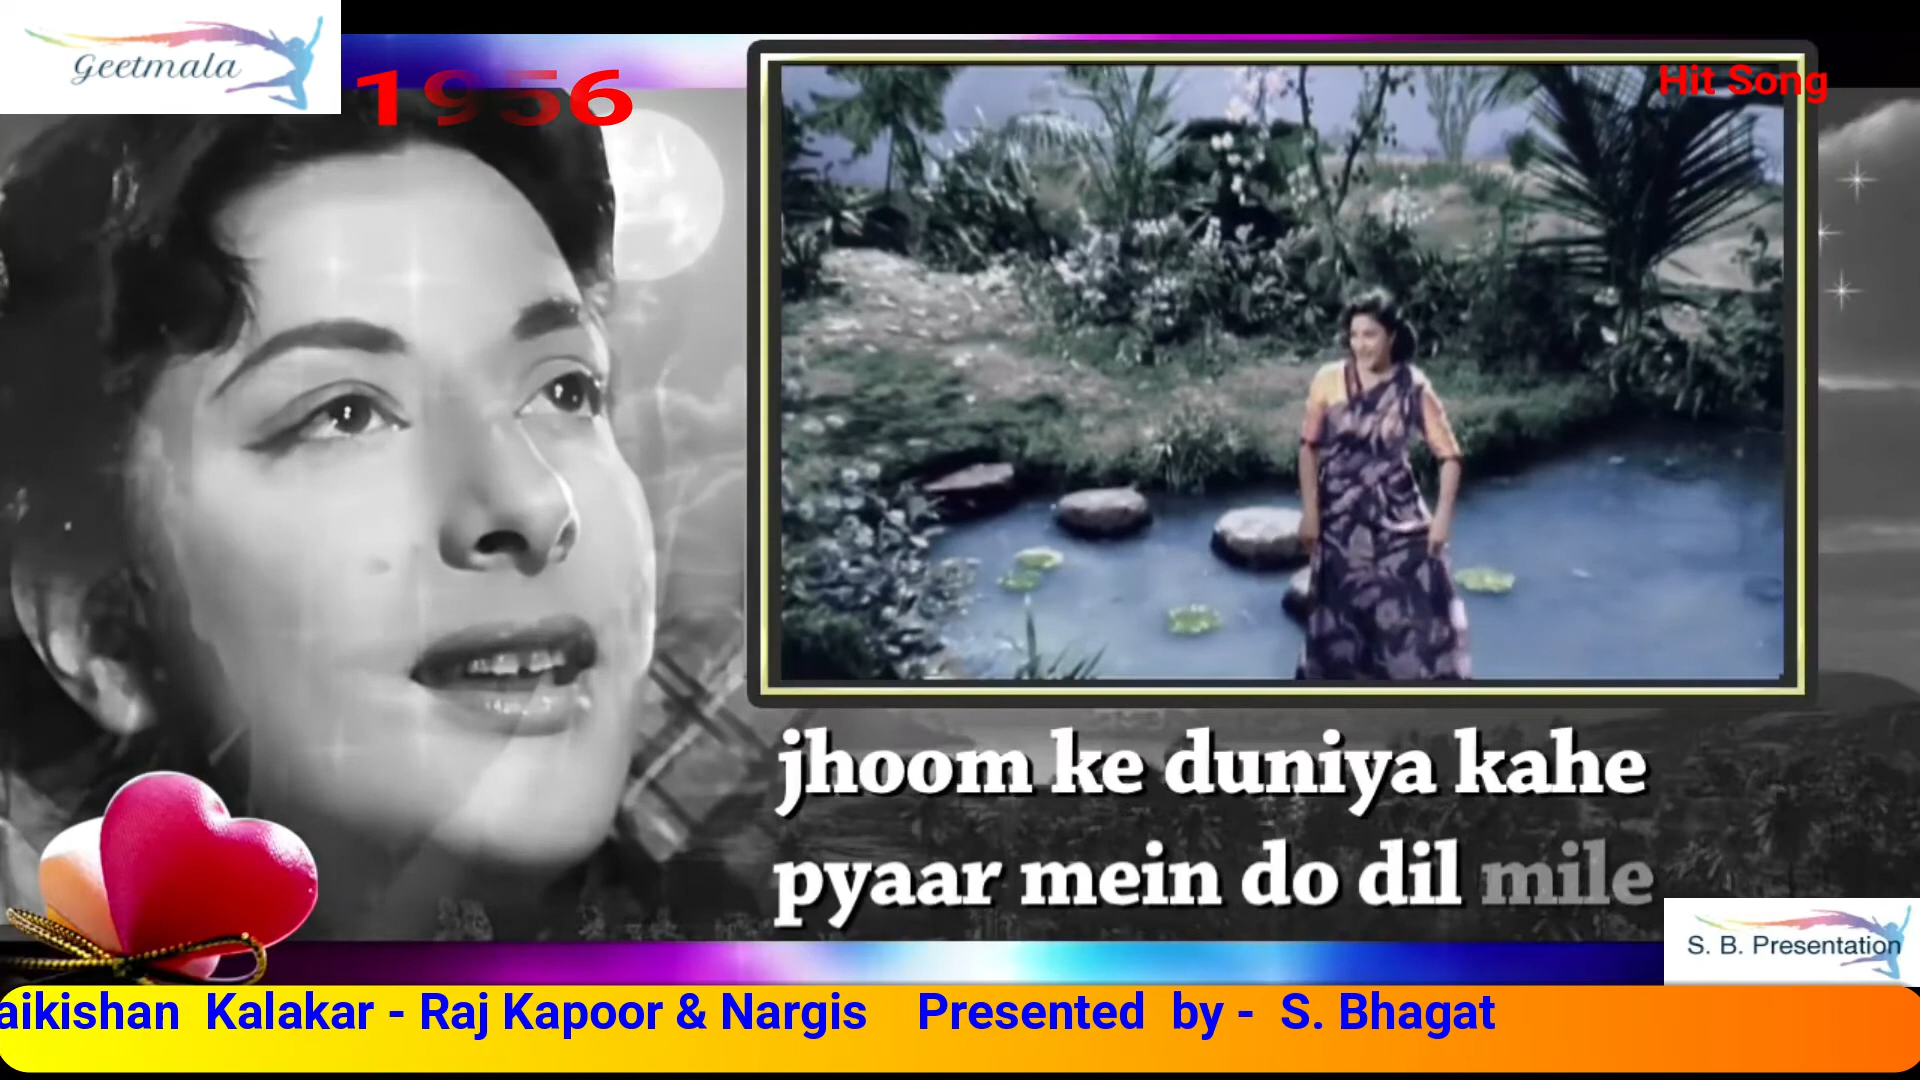 Geetmala
1956
Hit Song
jhoom ke duniya kahe
pyaar mein do dil mile
S. B. Presentation
aikishan Kalakar - Raj Kapoor & Nargis Presented by - S. Bhagat